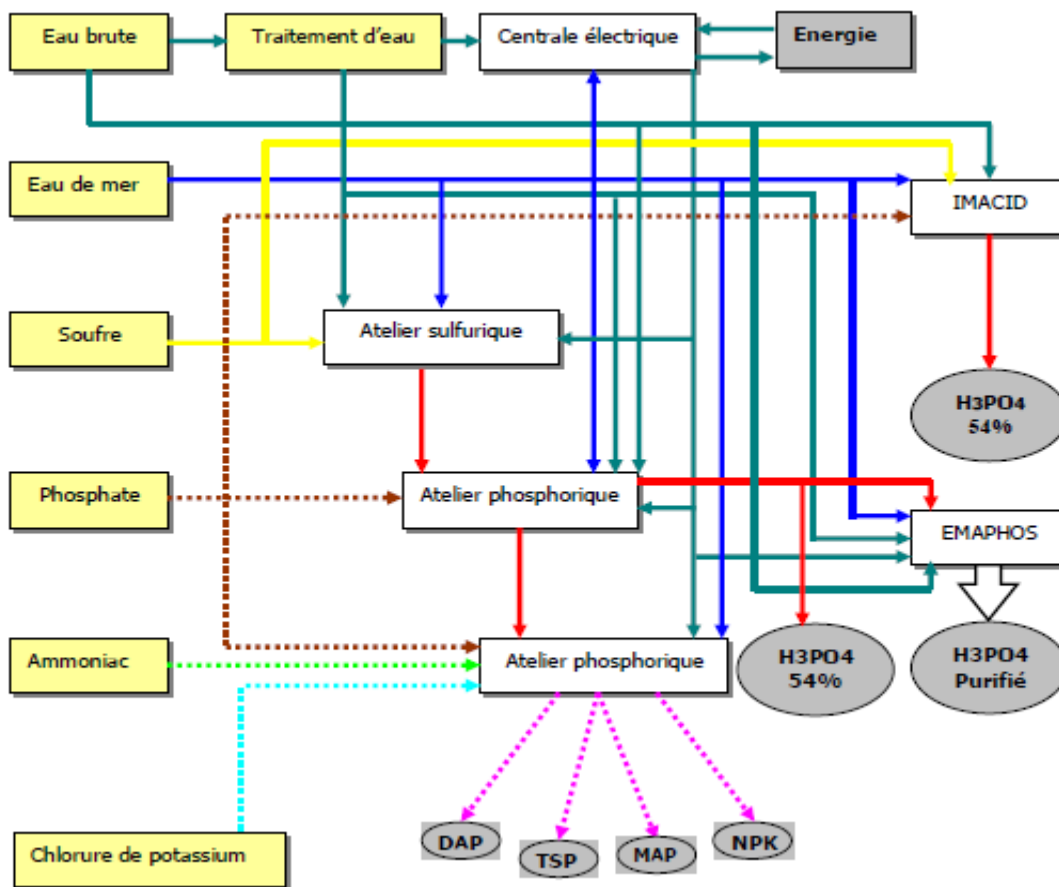 Eau brute
Traitement d'eau
Centrale électrique
Energie
Eau de mer
IMACID
Soufre
Atelier sulfurique
H3PO4
54%
Phosphate
Atelier phosphorique
EMAPHOS
Ammoniac
Atelier phosphorique
H3PO4
54%
H3PO4
Purifié
Chlorure de potassium
DAP
TSP
MAP
NPK